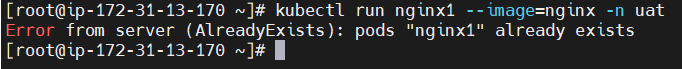 [root@ip-172-31-13-170 ~]# kubectl run nginx1 --image=nginx -n uat
Error from server (AlreadyExists): pods "nginx1" already exists
[root@ip-172-31-13-170 ~]#